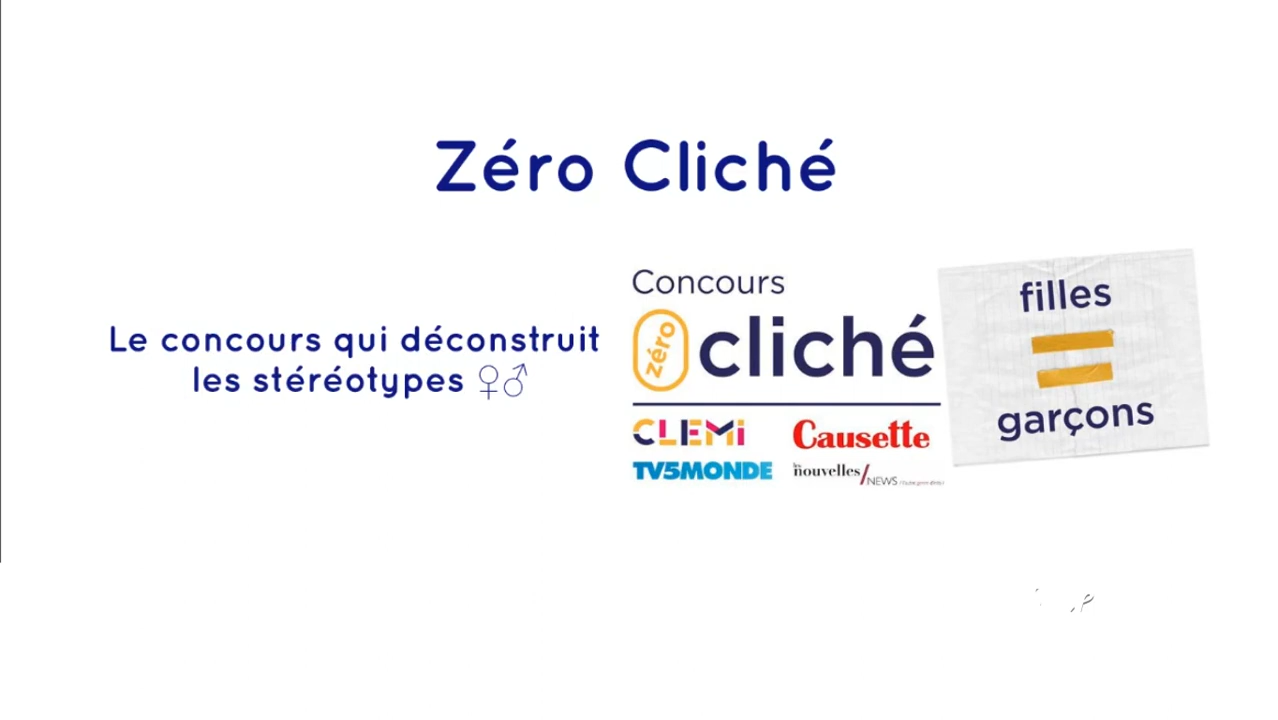 Zéro Cliché
Le concours qui déconstruit
les stéréotypes ♀♂
Concours
zéro
cliché
CLEMI
Causette
TV5MONDE
les
nouvelles/
NEWS
filles
=
garçons